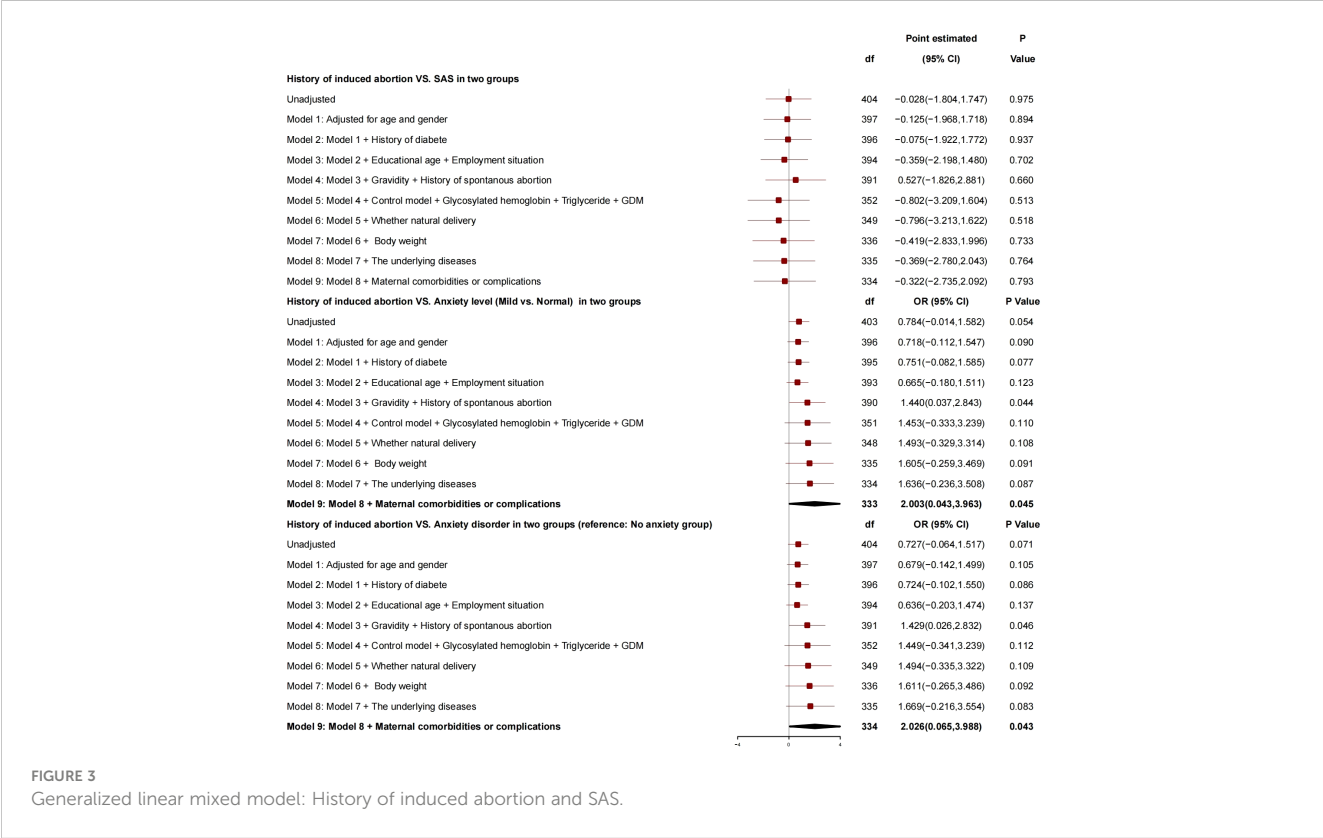 Point estimated P
df (95% CI) Value
History of induced abortion VS. SAS in two groups
Unadjusted 404 −0.028(−1.804,1.747) 0.975
Model 1: Adjusted for age and gender 397 −0.125(−1.968,1.718) 0.894
Model 2: Model 1 + History of diabete 396 −0.075(−1.922,1.772) 0.937
Model 3: Model 2 + Educational age + Employment situation 394 −0.359(−2.198,1.480) 0.702
Model 4: Model 3 + Gravidity + History of spontanous abortion 391 0.527(−1.826,2.881) 0.660
Model 5: Model 4 + Control model + Glycosylated hemoglobin + Triglyceride + GDM 352 −0.802(−3.209,1.604) 0.513
Model 6: Model 5 + Whether natural delivery 349 −0.796(−3.213,1.622) 0.518
Model 7: Model 6 + Body weight 336 −0.419(−2.833,1.996) 0.733
Model 8: Model 7 + The underlying diseases 335 −0.369(−2.780,2.043) 0.764
Model 9: Model 8 + Maternal comorbidities or complications 334 −0.322(−2.735,2.092) 0.793
History of induced abortion VS. Anxiety level (Mild vs. Normal) in two groups df OR (95% CI) P Value
Unadjusted 403 0.784(−0.014,1.582) 0.054
Model 1: Adjusted for age and gender 396 0.718(−0.112,1.547) 0.090
Model 2: Model 1 + History of diabete 395 0.751(−0.082,1.585) 0.077
Model 3: Model 2 + Educational age + Employment situation 393 0.665(−0.180,1.511) 0.123
Model 4: Model 3 + Gravidity + History of spontanous abortion 390 1.440(0.037,2.843) 0.044
Model 5: Model 4 + Control model + Glycosylated hemoglobin + Triglyceride + GDM 351 1.453(−0.333,3.239) 0.110
Model 6: Model 5 + Whether natural delivery 348 1.493(−0.329,3.314) 0.108
Model 7: Model 6 + Body weight 335 1.605(−0.259,3.469) 0.091
Model 8: Model 7 + The underlying diseases 334 1.636(−0.236,3.508) 0.087
Model 9: Model 8 + Maternal comorbidities or complications 333 2.003(0.043,3.963) 0.045
History of induced abortion VS. Anxiety disorder in two groups (reference: No anxiety group) df OR (95% CI) P Value
Unadjusted 404 0.727(−0.064,1.517) 0.071
Model 1: Adjusted for age and gender 397 0.679(−0.142,1.499) 0.105
Model 2: Model 1 + History of diabete 396 0.724(−0.102,1.550) 0.086
Model 3: Model 2 + Educational age + Employment situation 394 0.636(−0.203,1.474) 0.137
Model 4: Model 3 + Gravidity + History of spontanous abortion 391 1.429(0.026,2.832) 0.046
Model 5: Model 4 + Control model + Glycosylated hemoglobin + Triglyceride + GDM 352 1.449(−0.341,3.239) 0.112
Model 6: Model 5 + Whether natural delivery 349 1.494(−0.335,3.322) 0.109
Model 7: Model 6 + Body weight 336 1.611(−0.265,3.486) 0.092
Model 8: Model 7 + The underlying diseases 335 1.669(−0.216,3.554) 0.083
Model 9: Model 8 + Maternal comorbidities or complications 334 2.026(0.065,3.988) 0.043
−4 0 4
FIGURE 3
Generalized linear mixed model: History of induced abortion and SAS.